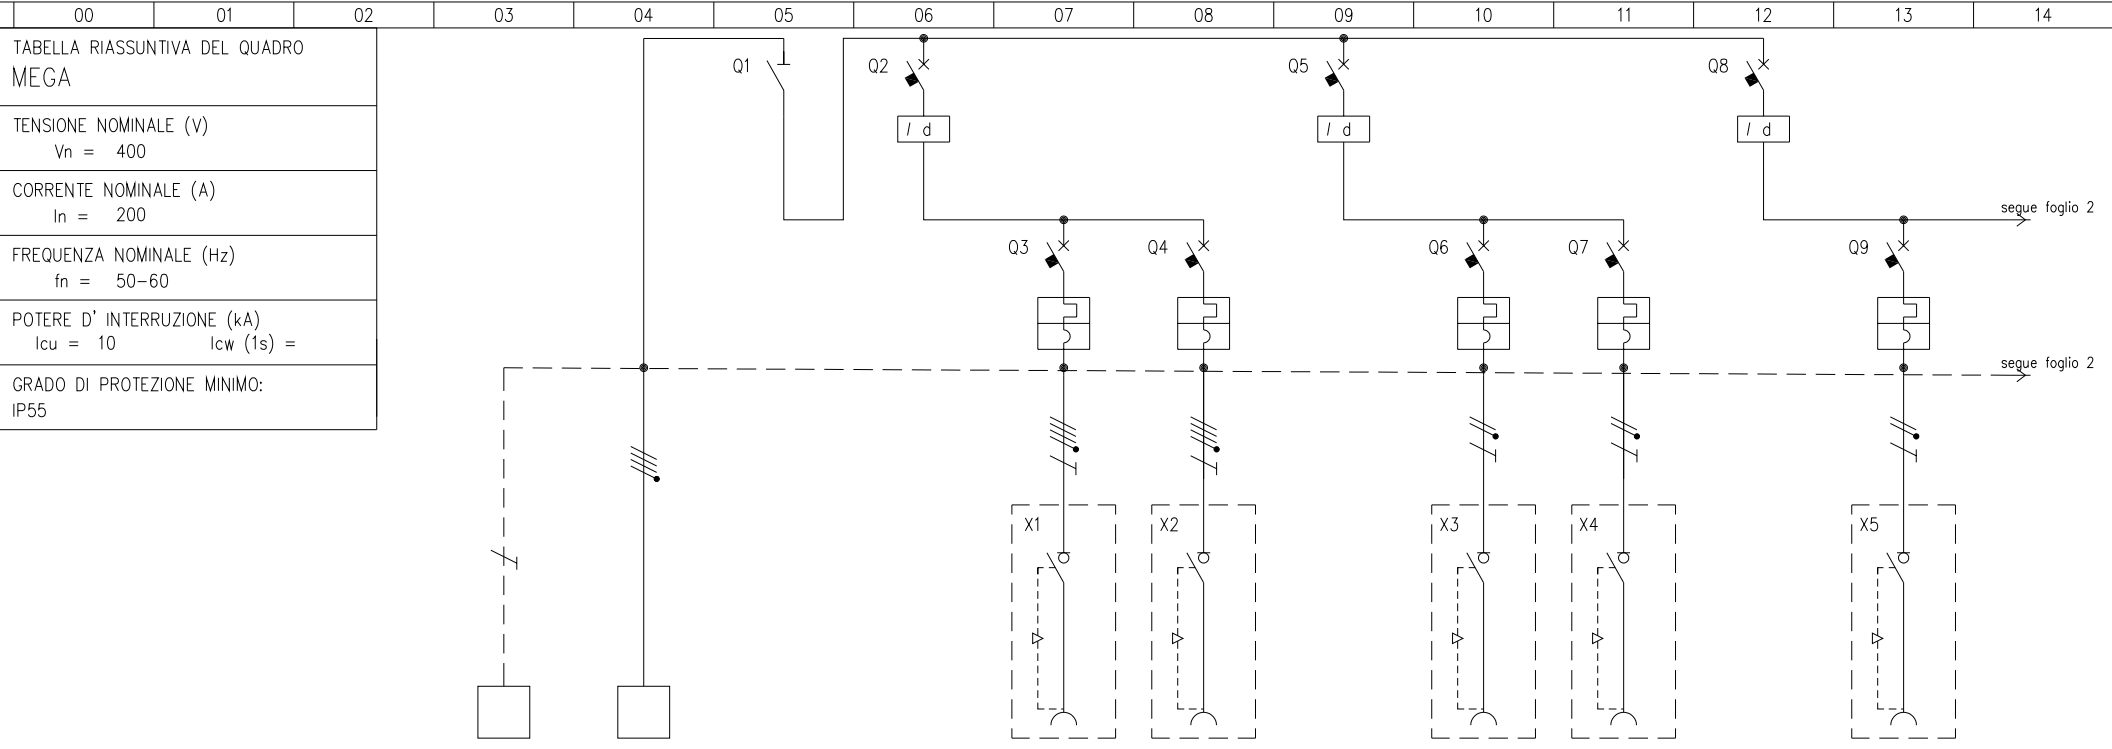 00 01 02 03 04 05 06 07 08 09 10 11 12 13 14
TABELLA RIASSUNTIVA DEL QUADRO
MEGA
TENSIONE NOMINALE (V)
Vn = 400
CORRENTE NOMINALE (A)
In = 200
FREQUENZA NOMINALE (Hz)
fn = 50-60
POTERE D' INTERRUZIONE (kA)
Icu = 10 Icw (1s) =
GRADO DI PROTEZIONE MINIMO:
IP55
Q1 Q2 Q5 Q8
I d I d I d
segue foglio 2
Q3 Q4 Q6 Q7 Q9
segue foglio 2
X1 X2 X3 X4 X5